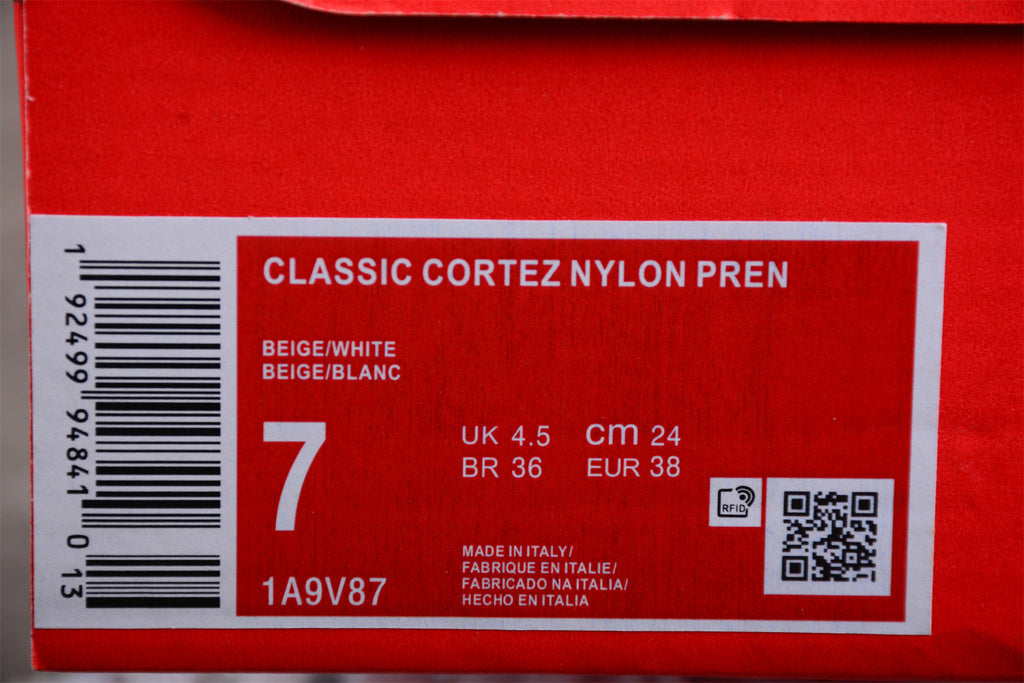 CLASSIC CORTEZ NYLON PREN
BEIGE/WHITE
BEIGE/BLANC
7
UK 4.5 cm 24
BR 36 EUR 38
RFID
1A9V87
MADE IN ITALY/
FABRIQUE EN ITALIE/
FABRICADO NA ITALIA/
HECHO EN ITALIA
1 92499 94841 0 13